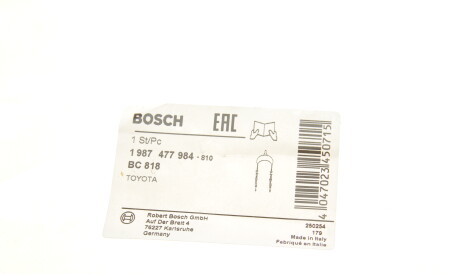 BOSCH
EAC
1 St/Pc
1 987 477 984 - 810
BC 818
TOYOTA
Robert Bosch GmbH
Auf Der Breit 4
76227 Karlsruhe
Germany
250254
179
Made in Italy
Fabriqué en Italie
4 047023 450715